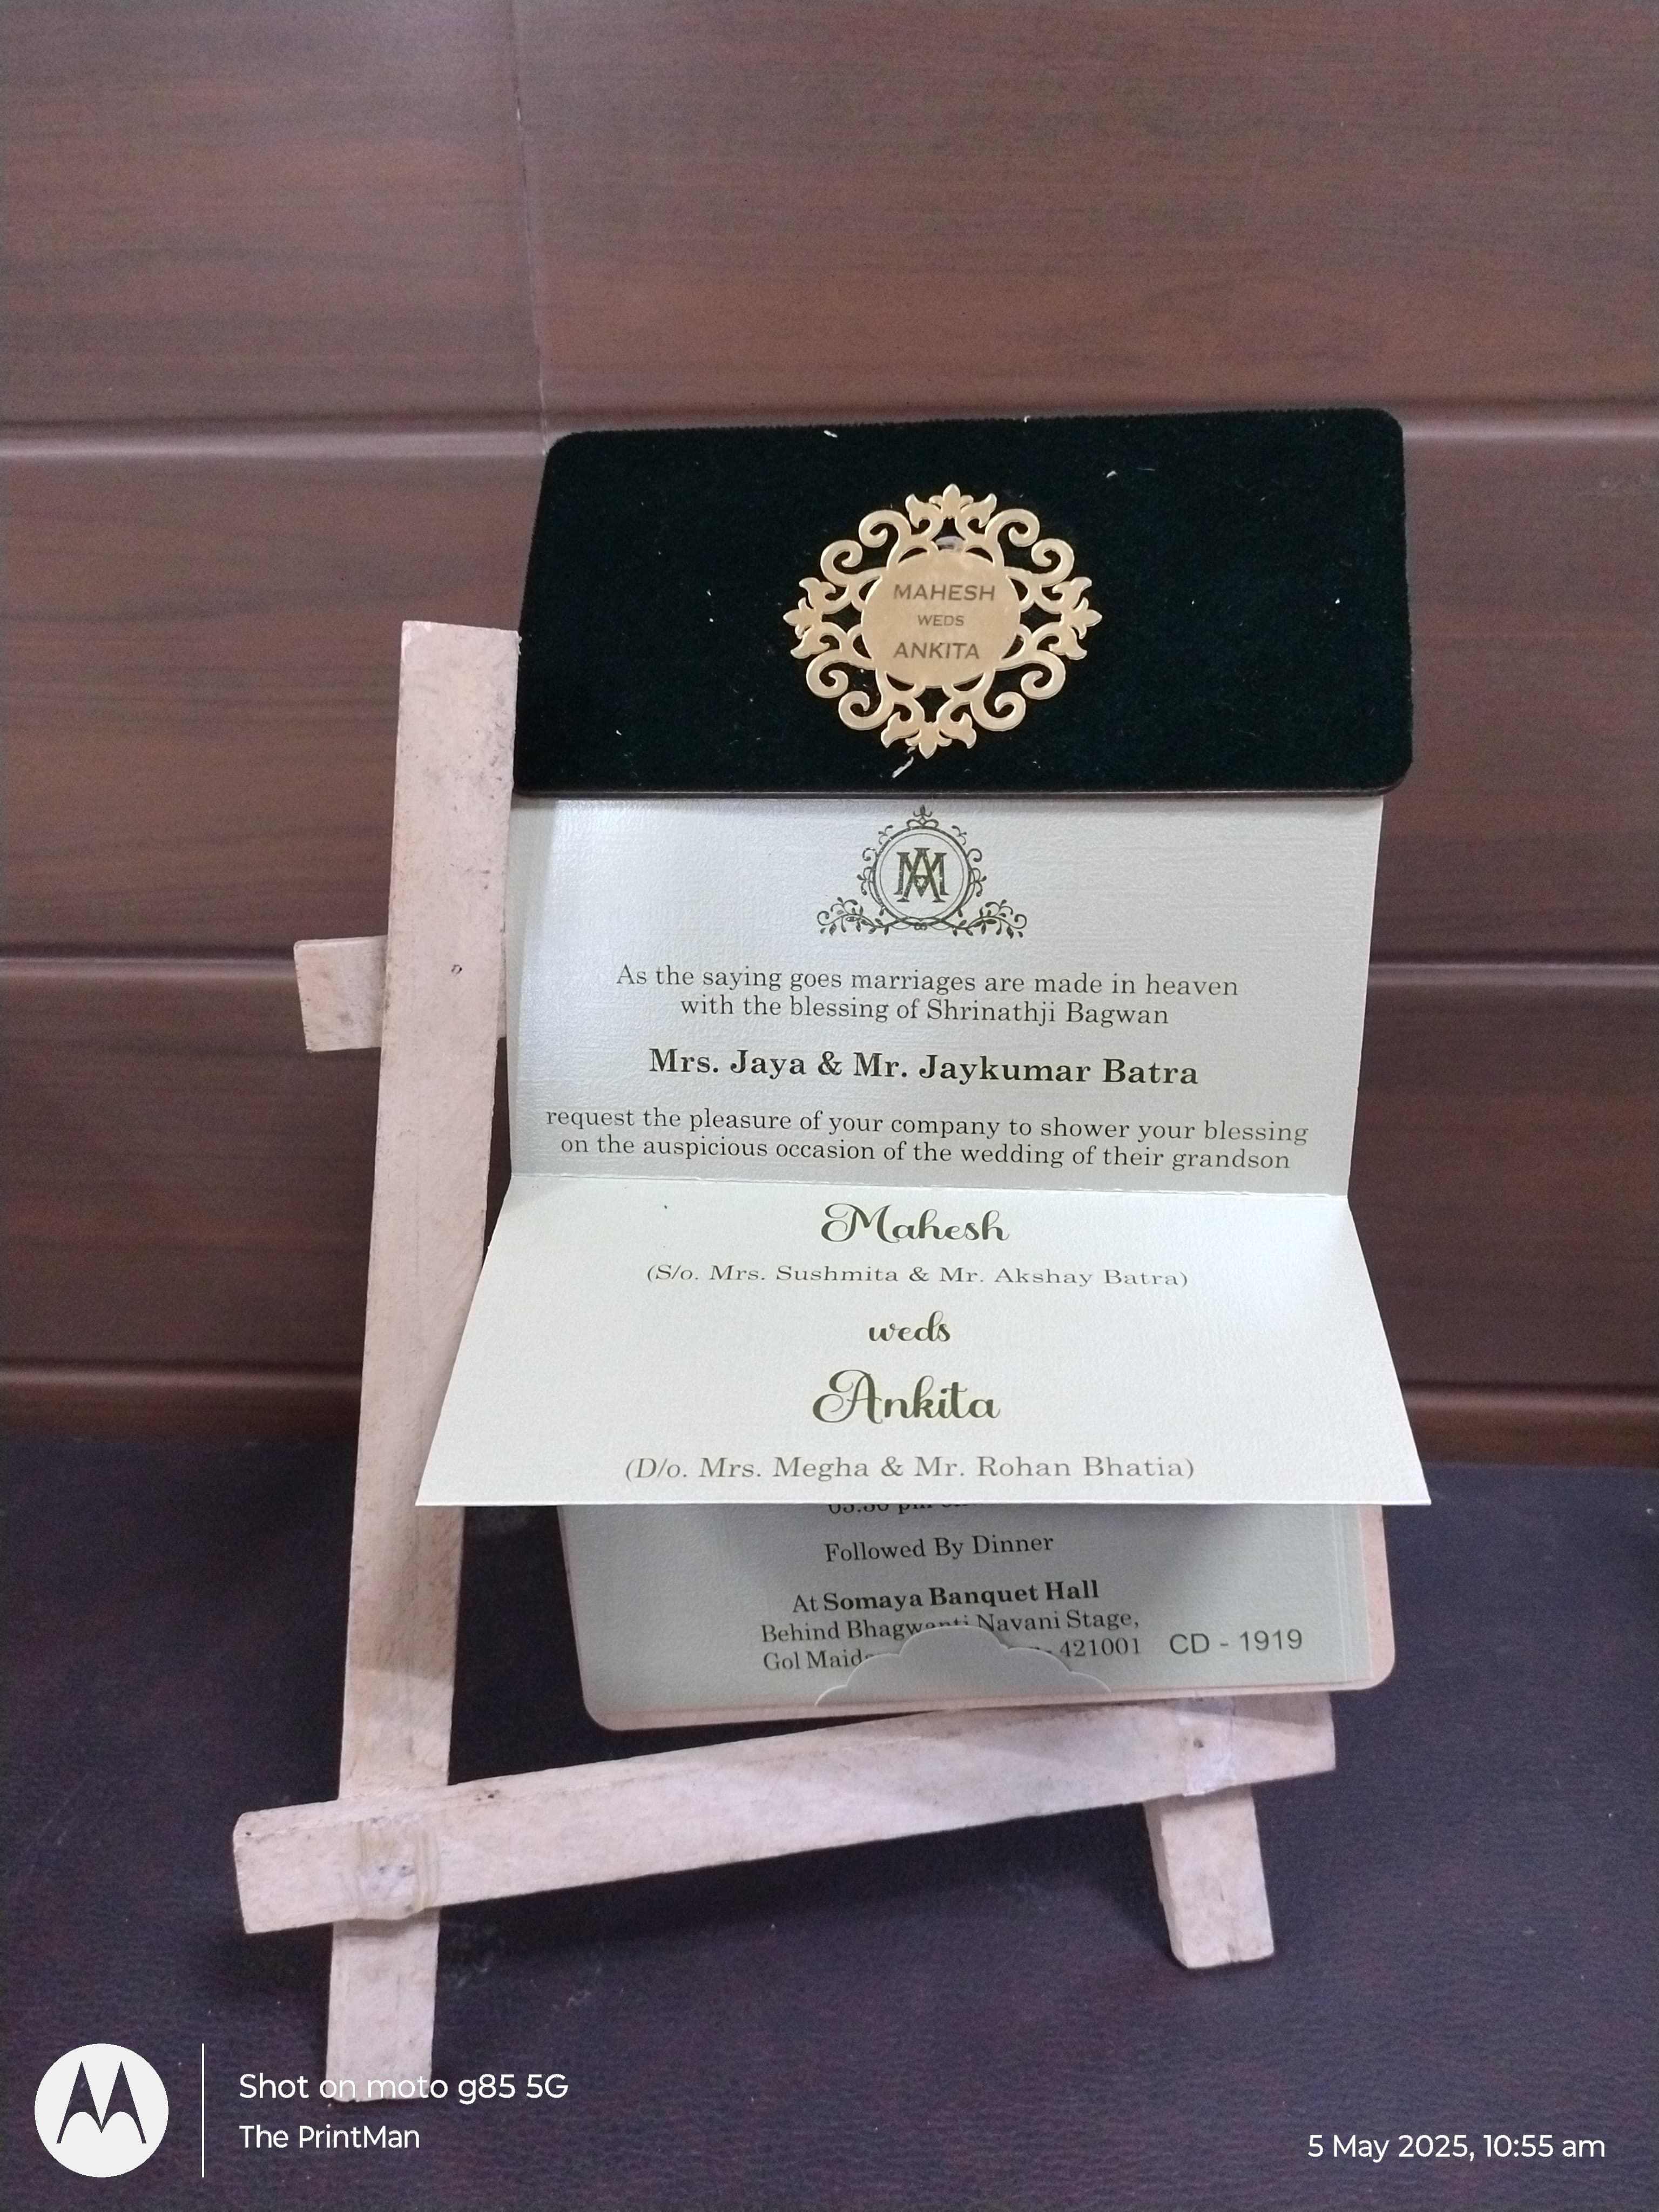 MAHESH
WEDS
ANKITA
AM
As the saying goes marriages are made in heaven
with the blessing of Shrinathji Bagwan
Mrs. Jaya & Mr. Jaykumar Batra
request the pleasure of your company to shower your blessing
on the auspicious occasion of the wedding of their grandson
Mahesh
(S/o. Mrs. Sushmita & Mr. Akshay Batra)
weds
Ankita
(D/o. Mrs. Megha & Mr. Rohan Bhatia)
Followed By Dinner
At Somaya Banquet Hall
Behind Navani Stage,
Gol - 421001
CD - 1919
Shot on moto g85 5G
The PrintMan
5 May 2025, 10:55 am